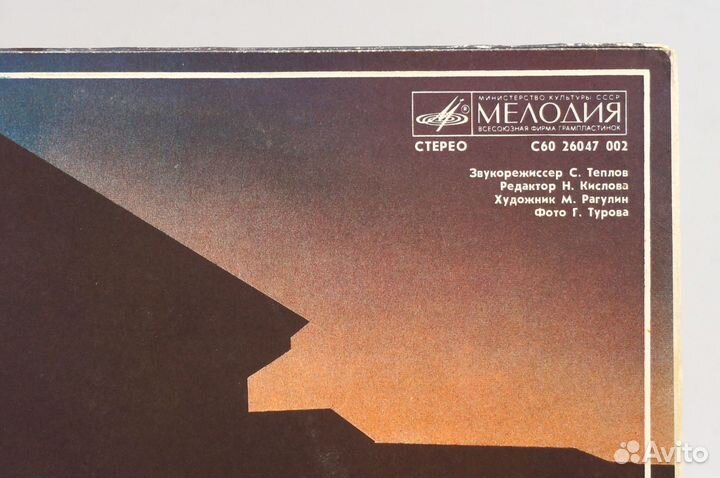 МИНИСТЕРСТВО КУЛЬТУРЫ СССР
® МЕЛОДИЯ
ВСЕСОЮЗНАЯ ФИРМА ГРАМПЛАСТИНОК
СТЕРЕО С60 26047 002
Звукорежиссер С. Теплов
Редактор Н. Кислова
Художник М. Рагулин
Фото Г. Турова
Avito